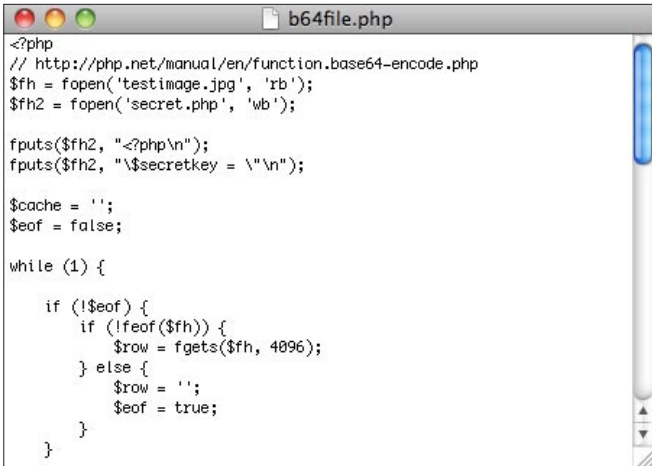 b64file.php
<?php
// http://php.net/manual/en/function.base64-encode.php
$fh = fopen('testimage.jpg', 'rb');
$fh2 = fopen('secret.php', 'wb');

fputs($fh2, "<?php\n");
fputs($fh2, "\$secretkey = \"\n");

$cache = '';
$eof = false;

while (1) {

    if (!$eof) {
        if (!feof($fh)) {
            $row = fgets($fh, 4096);
        } else {
            $row = '';
            $eof = true;
        }
    }